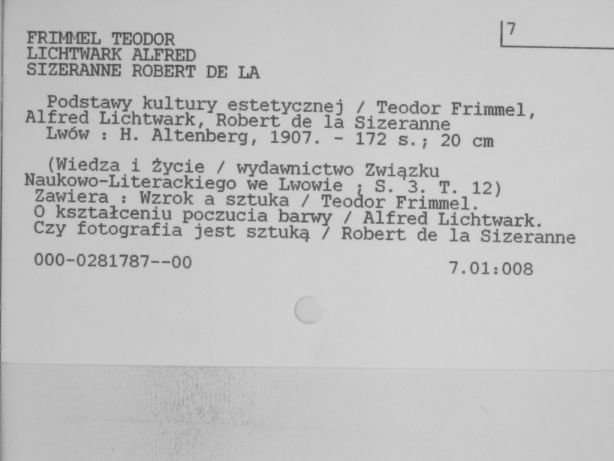 7
FRIMMEL TEODOR
LICHTWARK ALFRED
SIZERANNE ROBERT DE LA
Podstawy kultury estetycznej / Teodor Frimmel,
Alfred Lichtwark, Robert de la Sizeranne
Lwów : H. Altenberg, 1907. - 172 s.; 20 cm
(Wiedza i Życie / wydawnictwo Związku
Naukowo-Literackiego we Lwowie ; S. 3. T. 12)
Zawiera : Wzrok a sztuka / Teodor Frimmel.
O kształceniu poczucia barwy / Alfred Lichtwark.
Czy fotografia jest sztuką / Robert de la Sizeranne
000-0281787--00 7.01:008